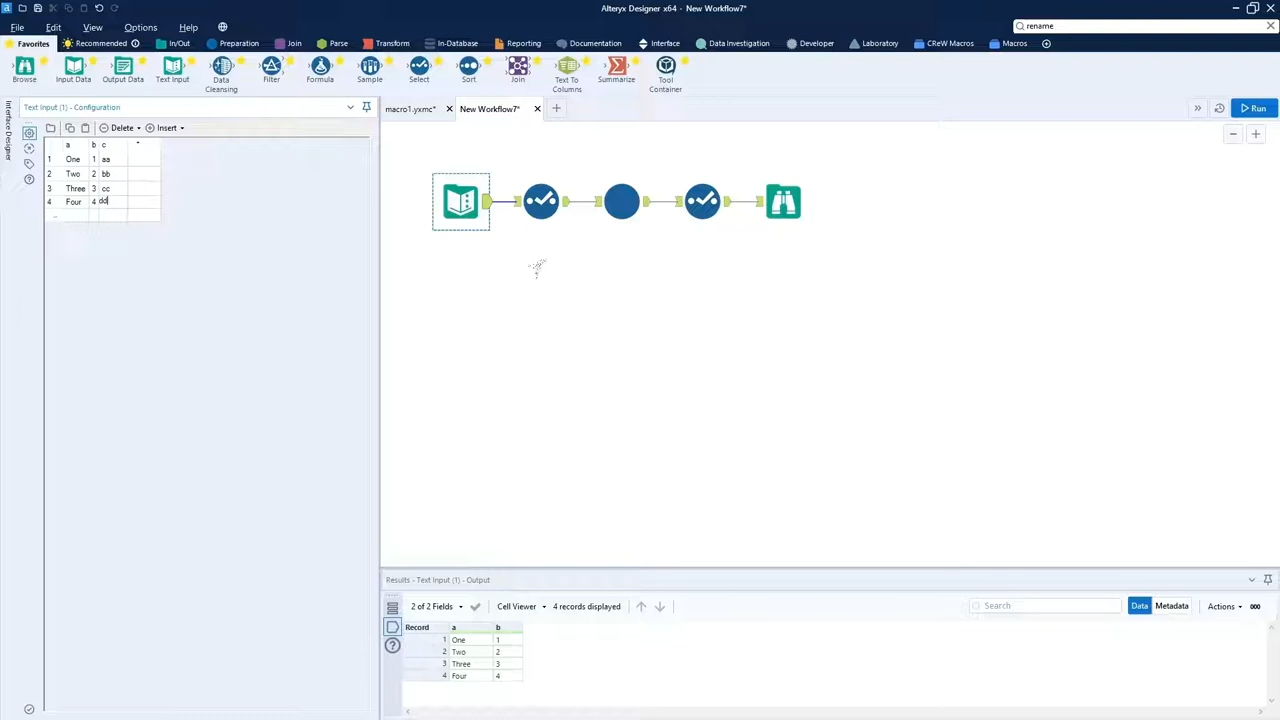 Alteryx Designer x64 - New Workflow7*
File Edit View Options Help
rename
Favorites Recommended In/Out Preparation Join Parse Transform In-Database Reporting Documentation Interface Data Investigation Developer Laboratory CReW Macros Macros
Browse Input Data Output Data Text Input Data Cleansing Filter Formula Sample Select Sort Join Text To Columns Summarize Tool Container
Interface Designer
Text Input (1) - Configuration
macro1.yxmc*
New Workflow7*
Run
Delete Insert
a b c
1 One 1 aa
2 Two 2 bb
3 Three 3 cc
4 Four 4 dd
Results - Text Input (1) - Output
2 of 2 Fields Cell Viewer 4 records displayed Search Data Metadata Actions 000
Record a b
1 One 1
2 Two 2
3 Three 3
4 Four 4